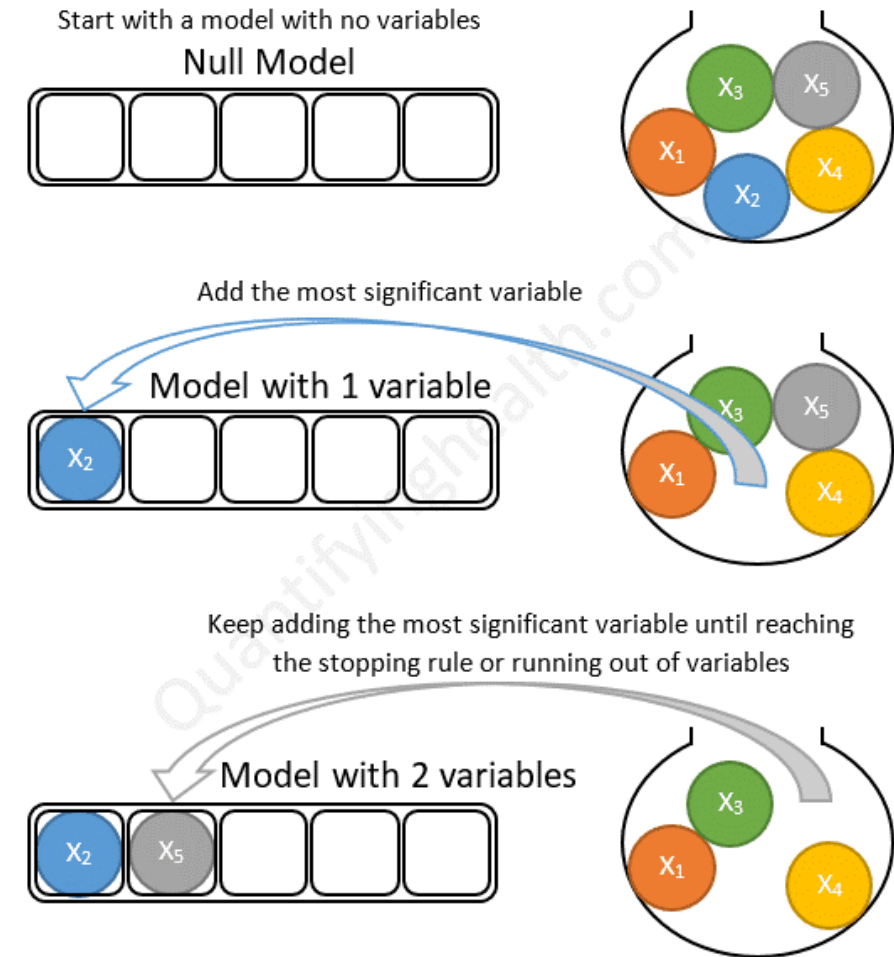 Start with a model with no variables
Null Model
X3
X5
X1
X4
X2
Add the most significant variable
Model with 1 variable
X2
X3
X5
X1
X4
Keep adding the most significant variable until reaching
the stopping rule or running out of variables
Model with 2 variables
X2
X5
X3
X1
X4
Quantifyinghealth.com